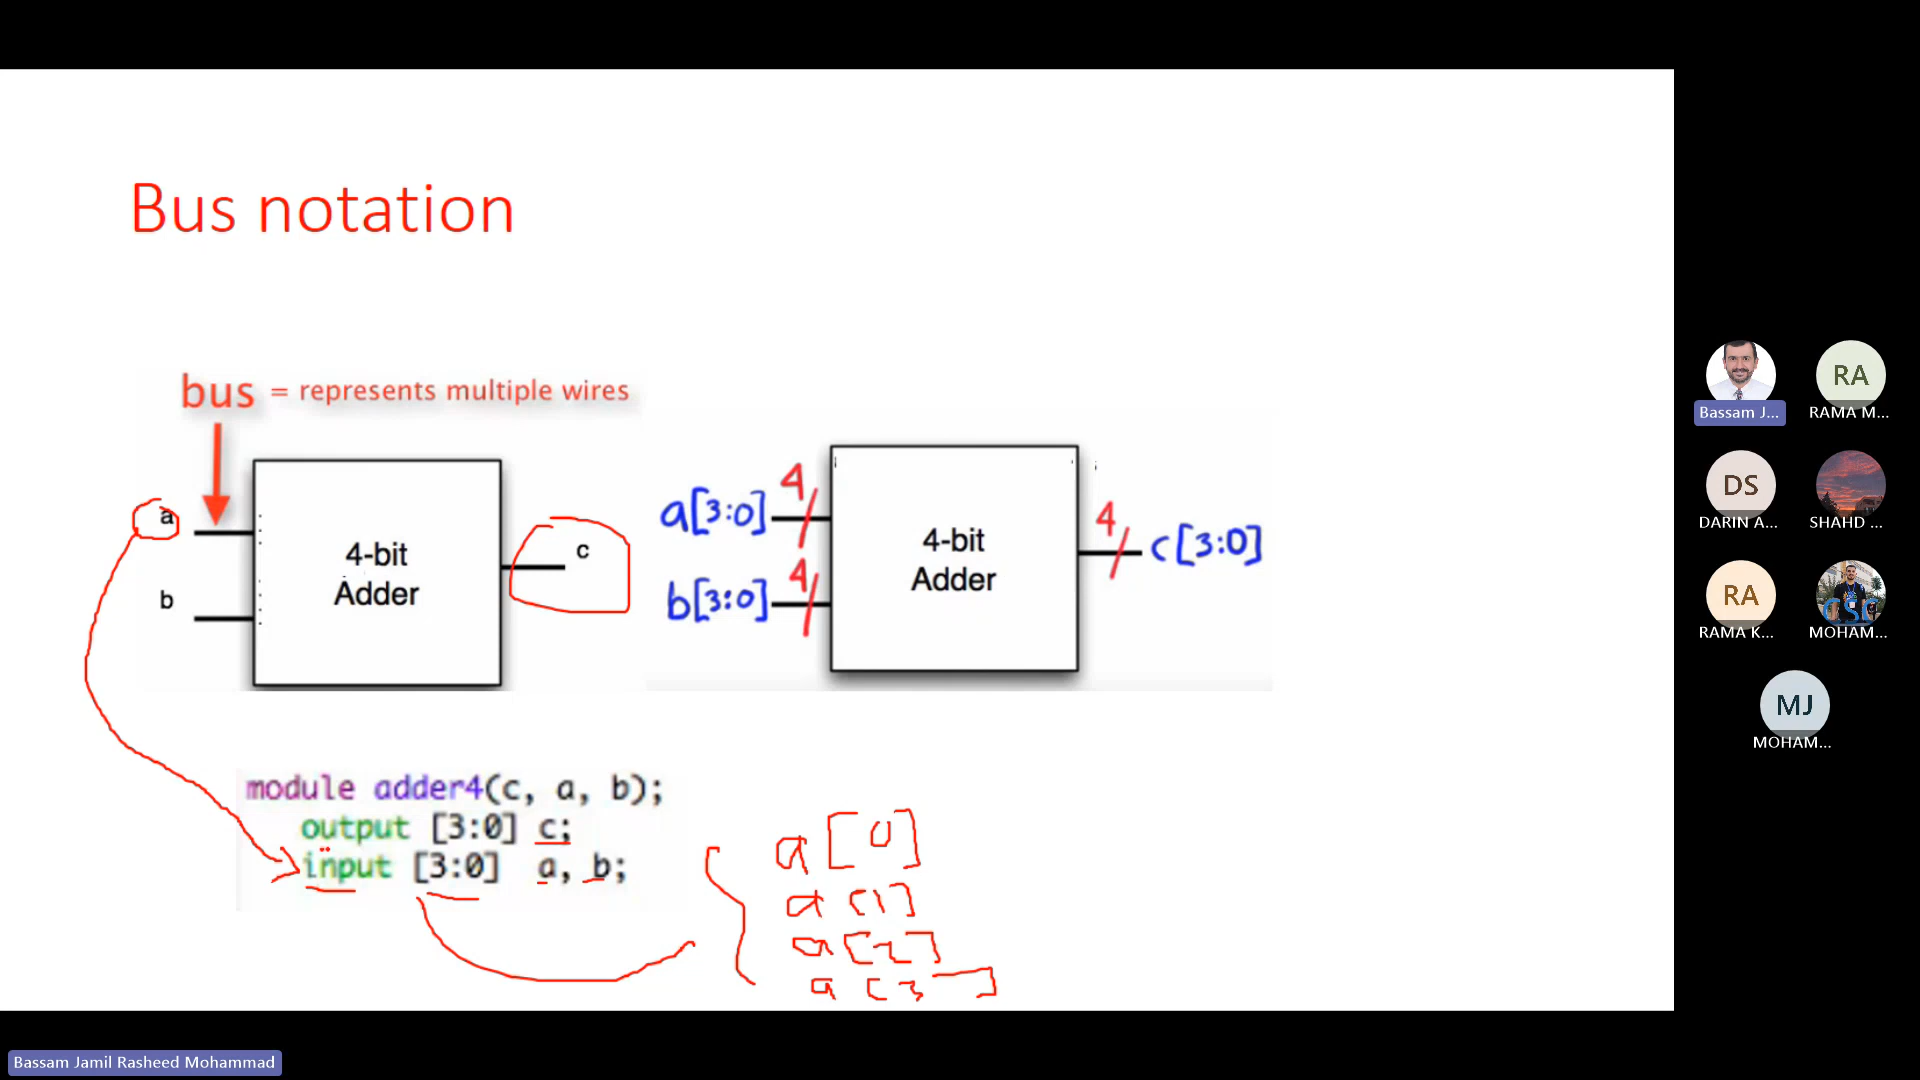 Bus notation
bus = represents multiple wires
a
b
4-bit
Adder
c
a[3:0]
4
b[3:0]
4
4-bit
Adder
4
c[3:0]
module adder4(c, a, b);
output [3:0] c;
input [3:0] a, b;
a [0]
a [1]
a [2]
a [3]
Bassam J...
RA
RAMA M...
DS
DARIN A...
SHAHD ...
RA
RAMA K...
CSC
MOHAM...
MJ
MOHAM...
Bassam Jamil Rasheed Mohammad